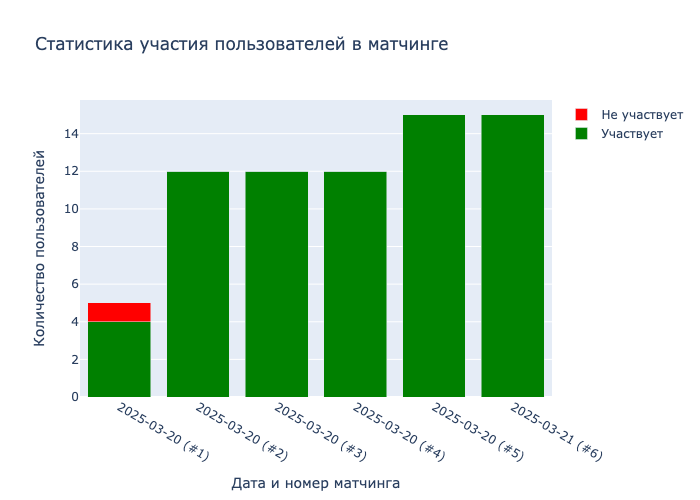 Статистика участия пользователей в матчинге
Не участвует
Участвует
Количество пользователей
14
12
10
8
6
4
2
0
2025-03-20 (#1)
2025-03-20 (#2)
2025-03-20 (#3)
2025-03-20 (#4)
2025-03-20 (#5)
2025-03-21 (#6)
Дата и номер матчинга